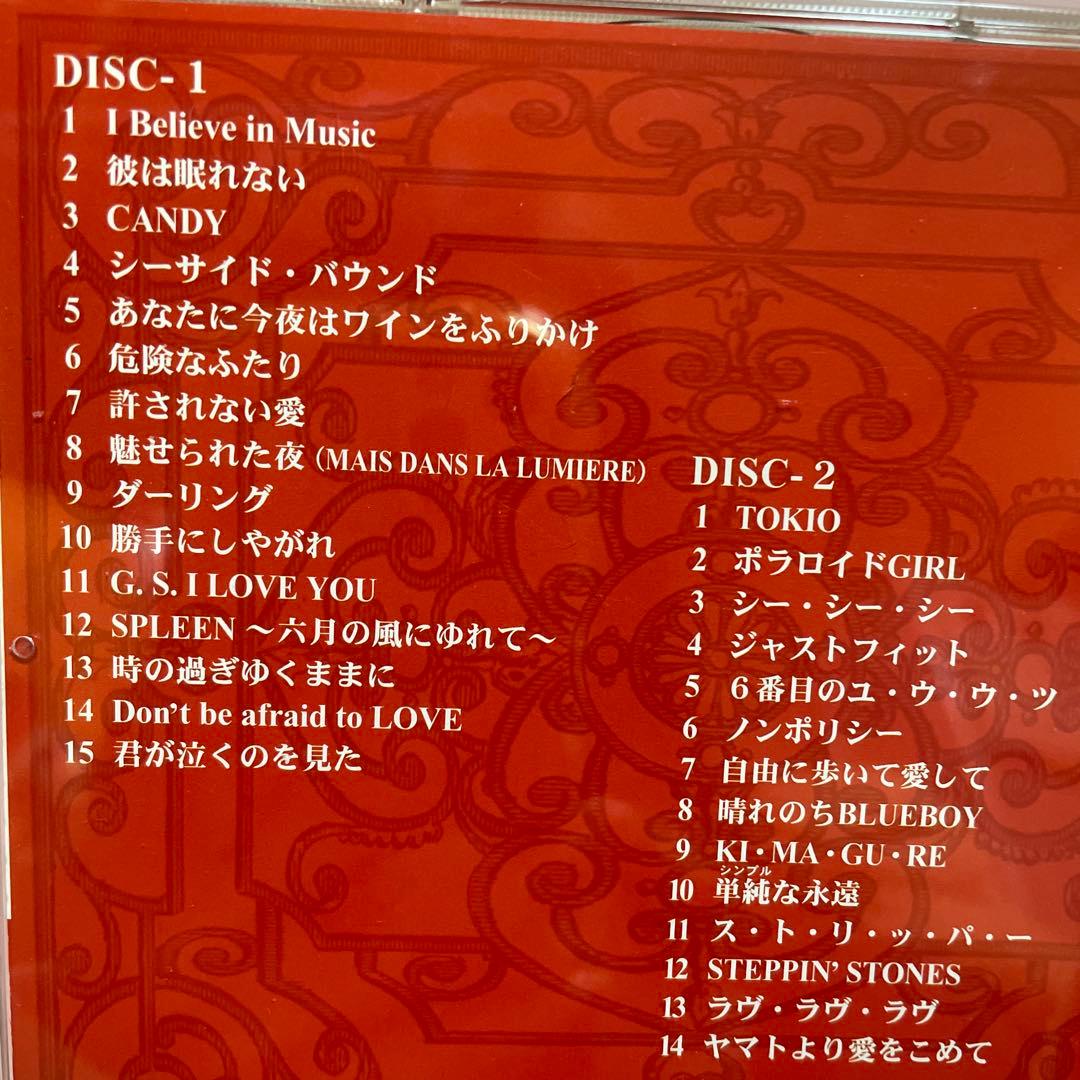 DISC-1
1 I Believe in Music
2 彼は眠れない
3 CANDY
4 シーサイド・バウンド
5 あなたに今夜はワインをふりかけ
6 危険なふたり
7 許されない愛
8 魅せられた夜（MAIS DANS LA LUMIERE）
9 ダーリング
10 勝手にしやがれ
11 G. S. I LOVE YOU
12 SPLEEN ～六月の風にゆれて～
13 時の過ぎゆくままに
14 Don't be afraid to LOVE
15 君が泣くのを見た
DISC-2
1 TOKIO
2 ポラロイドGIRL
3 シー・シー・シー
4 ジャストフィット
5 ６番目のユ・ウ・ウ・ツ
6 ノンポリシー
7 自由に歩いて愛して
8 晴れのちBLUEBOY
9 KI・MA・GU・RE
シンプル
10 単純な永遠
11 ス・ト・リ・ッ・パ・ー
12 STEPPIN' STONES
13 ラヴ・ラヴ・ラヴ
14 ヤマトより愛をこめて